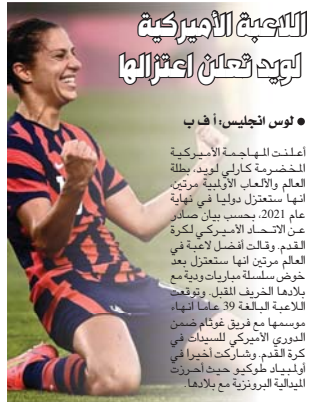 اللاعبة الأميركية
لويد تعلن اعتزالها
● لوس انجليس: أ ف ب
أعلنت المهاجمة الأميركية
المخضرمة كارلي لويد، بطلة
العالم والألعاب الأولمبية مرتين،
انها ستعتزل دوليا في نهاية
عام 2021، بحسب بيان صادر
عن الاتحاد الأميركي لكرة
القدم. وقالت أفضل لاعبة في
العالم مرتين انها ستعتزل بعد
خوض سلسلة مباريات ودية مع
بلادها الخريف المقبل. وتوقعت
اللاعبة البالغة 39 عاما انهاء
موسمها مع فريق غوثام ضمن
الدوري الأميركي للسيدات في
كرة القدم. وشاركت أخيرا في
أولمبياد طوكيو حيث أحرزت
الميدالية البرونزية مع بلادها.